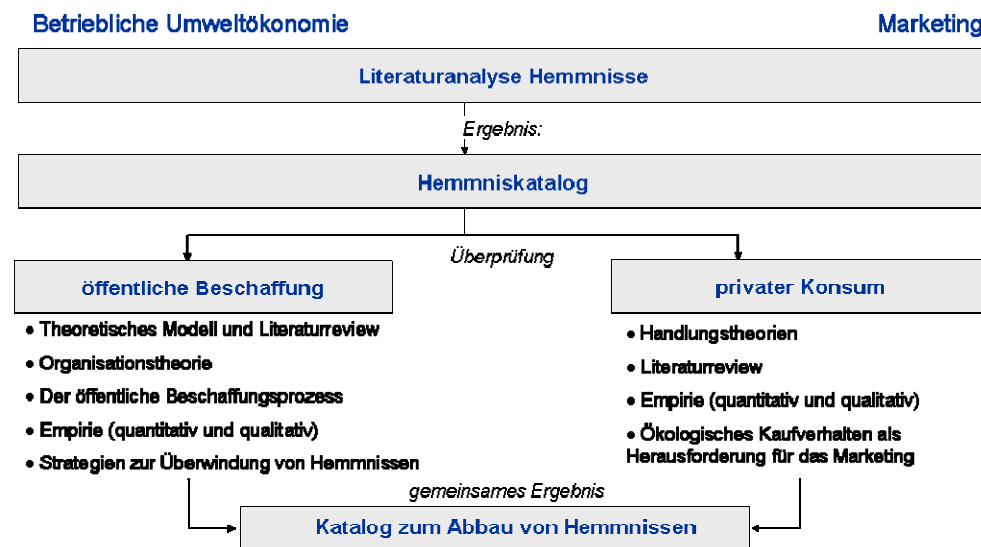 Betriebliche Umweltökonomie
Marketing
Literaturanalyse Hemmnisse
Ergebnis:
Hemmniskatalog
Überprüfung
öffentliche Beschaffung
• Theoretisches Modell und Literaturreview
• Organisationstheorie
• Der öffentliche Beschaffungsprozess
• Empirie (quantitativ und qualitativ)
• Strategien zur Überwindung von Hemmnissen
privater Konsum
• Handlungstheorien
• Literaturreview
• Empirie (quantitativ und qualitativ)
• Ökologisches Kaufverhalten als
Herausforderung für das Marketing
gemeinsames Ergebnis
Katalog zum Abbau von Hemmnissen